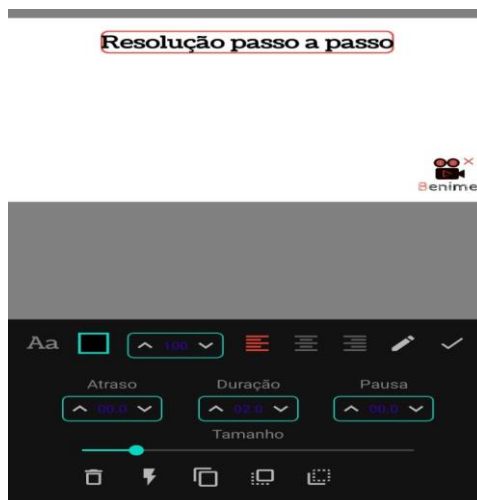 Resolução passo a passo
Benime
Aa
100
Atraso
Duração
Pausa
00.0
02.0
00.0
Tamanho